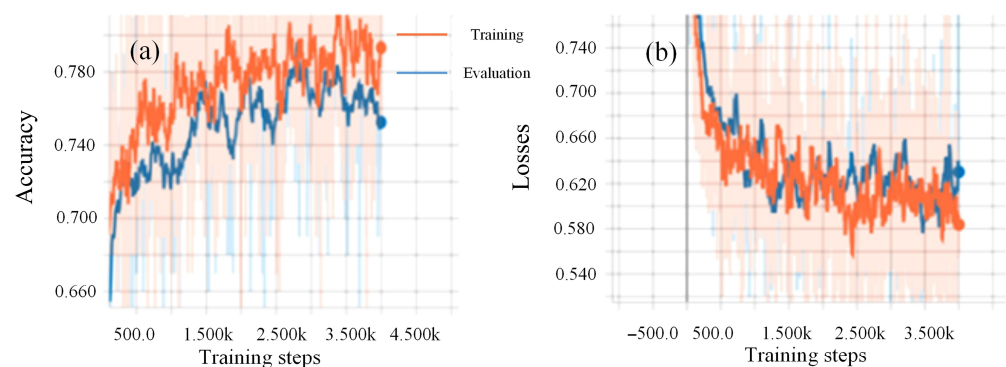 (a)
Training
Evaluation
0.780
0.740
0.700
0.660
Accuracy
500.0 1.500k 2.500k 3.500k 4.500k
Training steps
(b)
0.740
0.700
0.660
0.620
0.580
0.540
Losses
−500.0 500.0 1.500k 2.500k 3.500k
Training steps